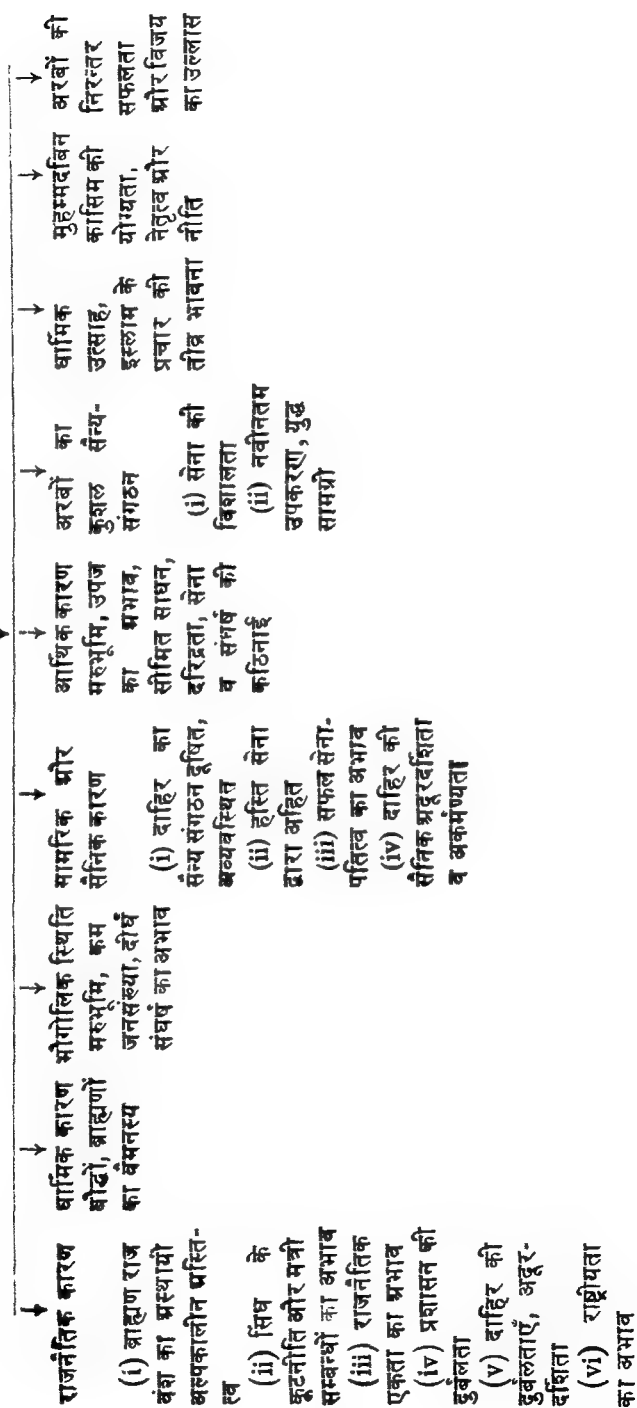 राजनैतिक कारण
(i) ब्राह्मण राज
वंश का अस्थायी
अल्पकालीन अस्ति-
त्व
(ii) सिंध के
कूटनीति और मैत्री
सम्बन्धों का अभाव
(iii) राजनैतिक
एकता का अभाव
(iv) प्रशासन की
दुर्बलता
(v) दाहिर की
दुर्बलताएँ, अदूर-
दर्शिता
(vi) राष्ट्रीयता
का अभाव
धार्मिक कारण
बौद्धों, ब्राह्मणों
का वैमनस्य
भौगोलिक स्थिति
मरुभूमि, कम
जनसंख्या, दीर्घ
संघर्ष का अभाव
सामरिक और
सैनिक कारण
(i) दाहिर का
सैन्य संगठन दूषित,
अव्यवस्थित
(ii) हस्ति सेना
द्वारा अहित
(iii) सफल सेना-
पतित्व का अभाव
(iv) दाहिर की
सैनिक अदूरदर्शिता
व अकर्मण्यता
आर्थिक कारण
मरुभूमि, उपज
का अभाव,
सीमित साधन,
दरिद्रता, सेना
व संघर्ष की
कठिनाई
अरबों का
कुशल सैन्य-
संगठन
(i) सेना की
विशालता
(ii) नवीनतम
उपकरण, युद्ध
सामग्री
धार्मिक
उत्साह,
इस्लाम के
प्रचार की
तीव्र भावना
मुहम्मदबिन
कासिम की
योग्यता,
नेतृत्व और
नीति
अरबों की
निरन्तर
सफलता
और विजय
का उल्लास